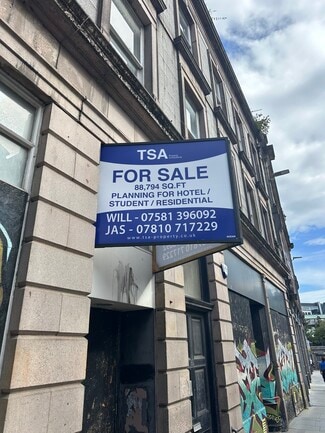 TSA
FOR SALE
88,794 SQ.FT
PLANNING FOR HOTEL /
STUDENT / RESIDENTIAL
WILL - 07581 396092
JAS - 07810 717229
www.tsa-property.co.uk